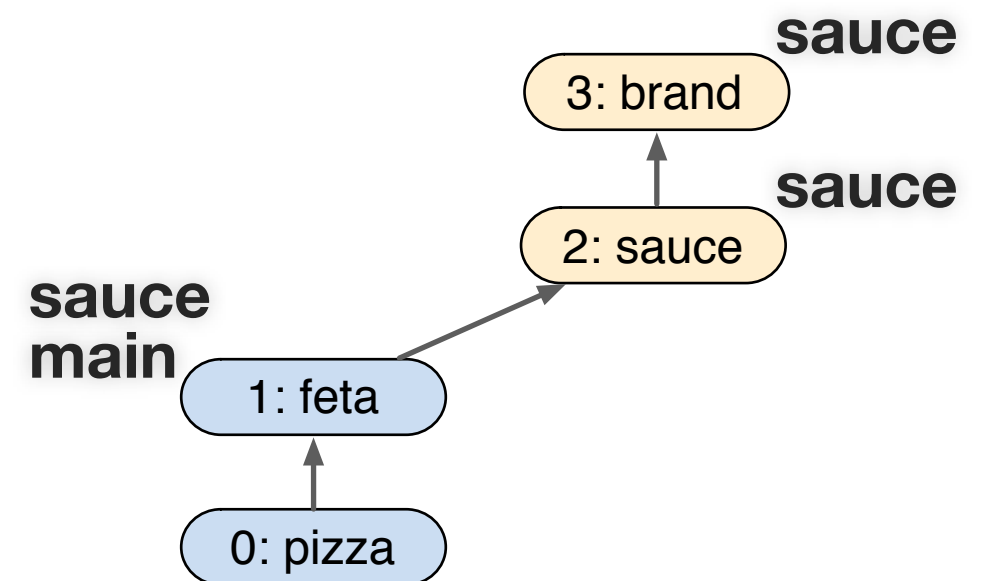 sauce
3: brand
sauce
2: sauce
sauce
main
1: feta
0: pizza